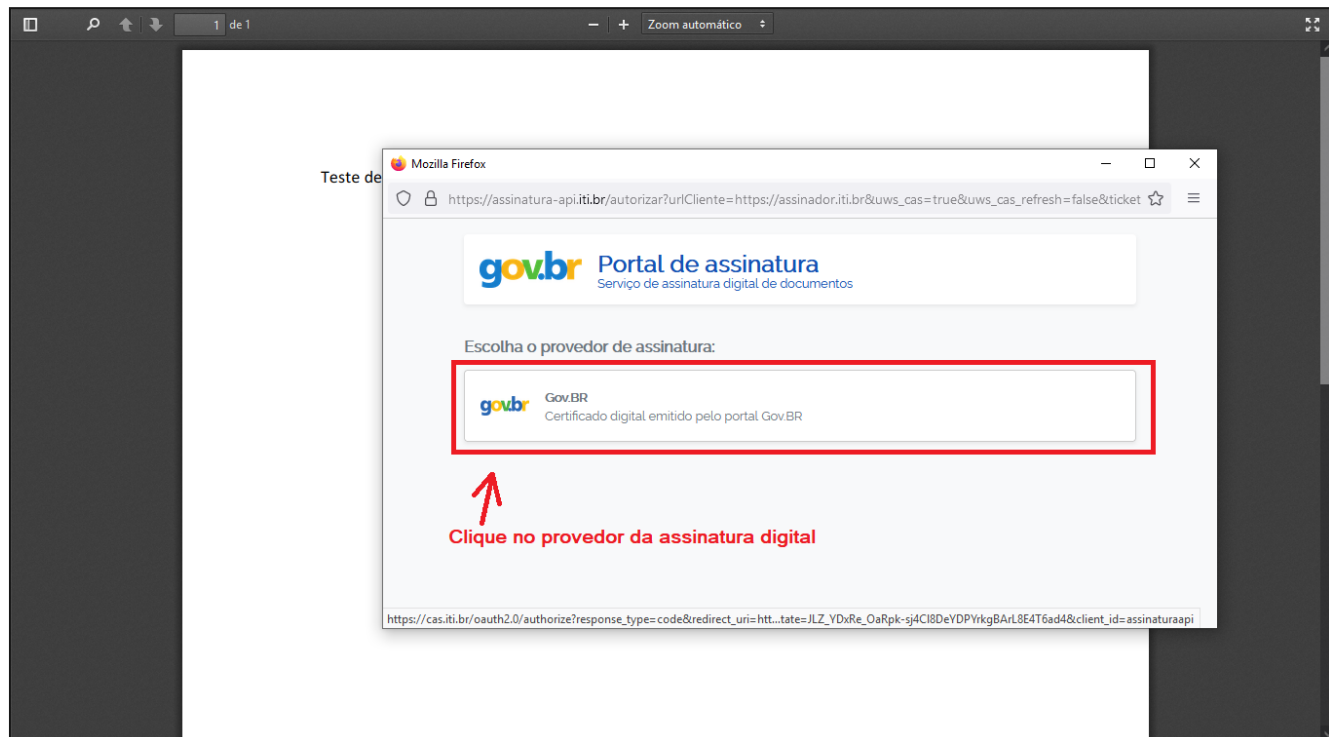 1 de 1
Zoom automático
Teste de
Mozilla Firefox
https://assinatura-api.iti.br/autorizar?urlCliente=https://assinador.iti.br&uws_cas=true&uws_cas_refresh=false&ticket
gov.br Portal de assinatura
Serviço de assinatura digital de documentos
Escolha o provedor de assinatura:
gov.br Gov.BR
Certificado digital emitido pelo portal Gov.BR
Clique no provedor da assinatura digital
https://cas.iti.br/oauth2.0/authorize?response_type=code&redirect_uri=htt...tate=JLZ_YDxRe_OaRpk-sj4CI8DeYDPYrkgBArL8E4T6ad4&client_id=assinaturaapi